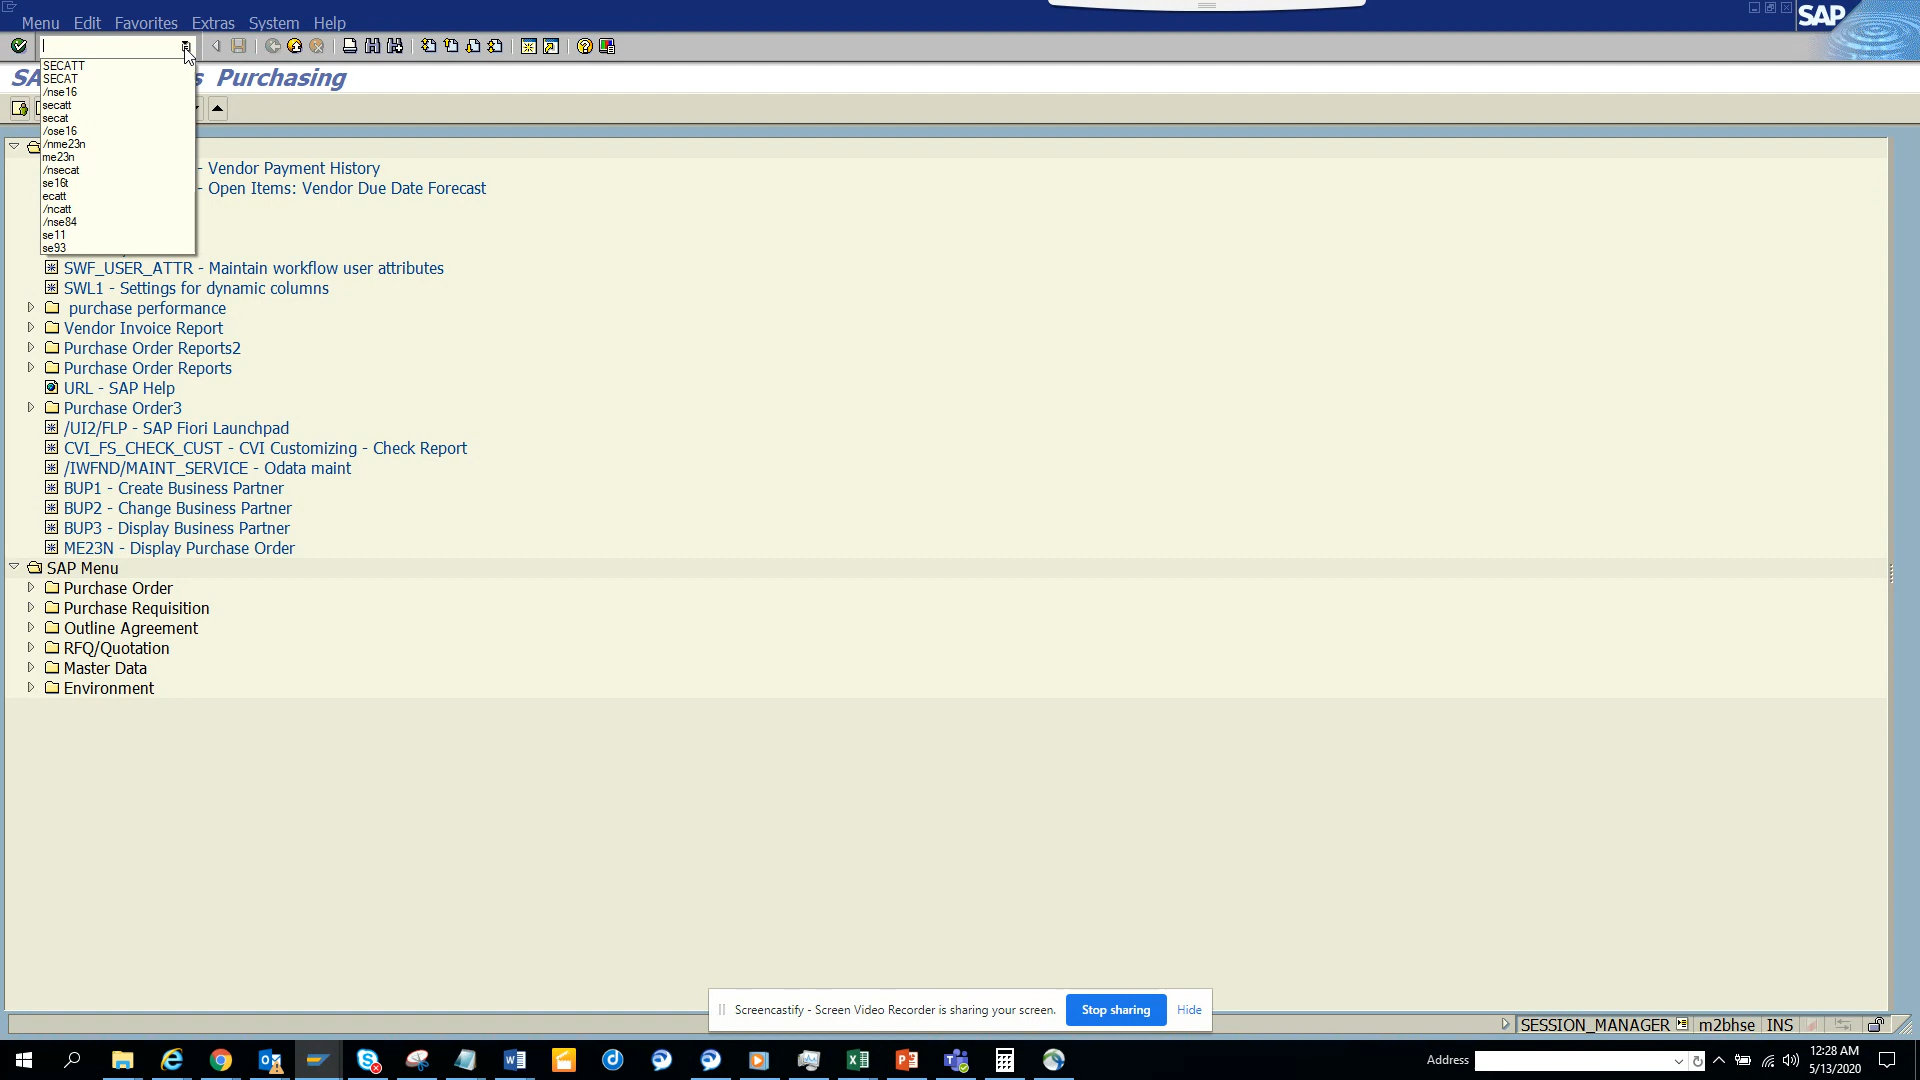 Menu Edit Favorites Extras System Help
SAP
SECATT
SECAT
/nse16
secatt
secat
/ose16
/nme23n
me23n
/nsecat
se16t
ecatt
/ncatt
/nse84
se11
se93
SA s Purchasing
- Vendor Payment History
- Open Items: Vendor Due Date Forecast
SWF_USER_ATTR - Maintain workflow user attributes
SWL1 - Settings for dynamic columns
purchase performance
Vendor Invoice Report
Purchase Order Reports2
Purchase Order Reports
URL - SAP Help
Purchase Order3
/UI2/FLP - SAP Fiori Launchpad
CVI_FS_CHECK_CUST - CVI Customizing - Check Report
/IWFND/MAINT_SERVICE - Odata maint
BUP1 - Create Business Partner
BUP2 - Change Business Partner
BUP3 - Display Business Partner
ME23N - Display Purchase Order
SAP Menu
Purchase Order
Purchase Requisition
Outline Agreement
RFQ/Quotation
Master Data
Environment
Screencastify - Screen Video Recorder is sharing your screen. Stop sharing Hide
SESSION_MANAGER m2bhse INS
Address
12:28 AM
5/13/2020